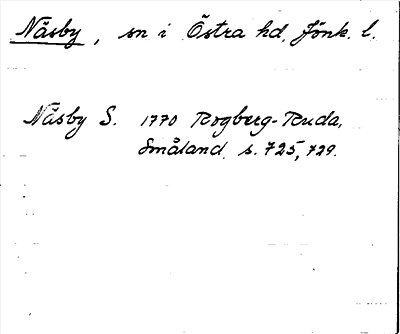 Näsby, sn i Östra hd, Jönk. l.
Näsby S. 1770 Rogberg-Ruda,
Småland, s. 725, 729.